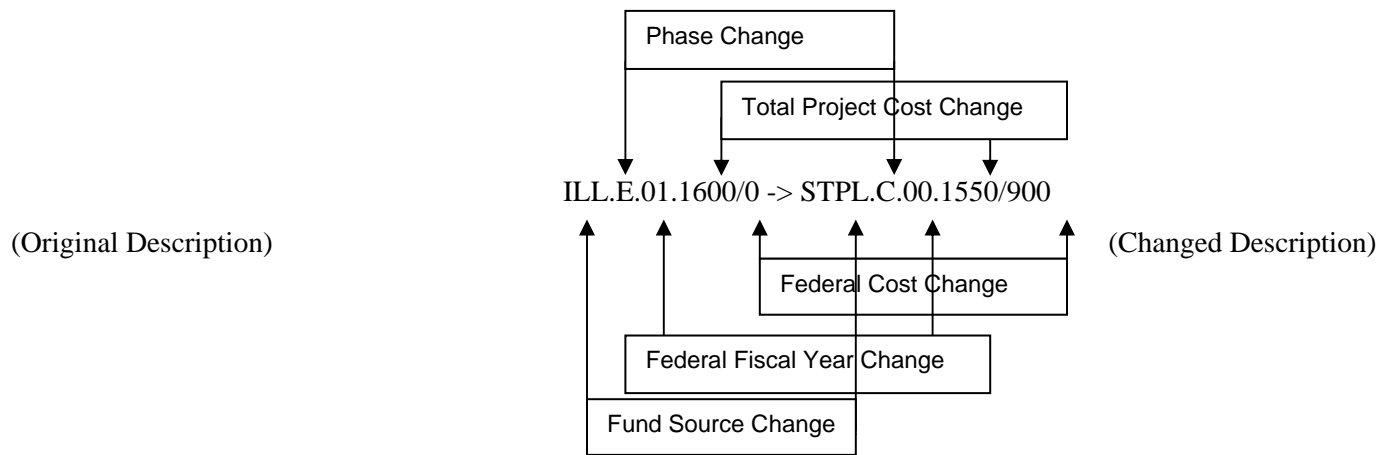 Phase Change
Total Project Cost Change
ILL.E.01.1600/0 -> STPL.C.00.1550/900
(Original Description)
(Changed Description)
Federal Cost Change
Federal Fiscal Year Change
Fund Source Change